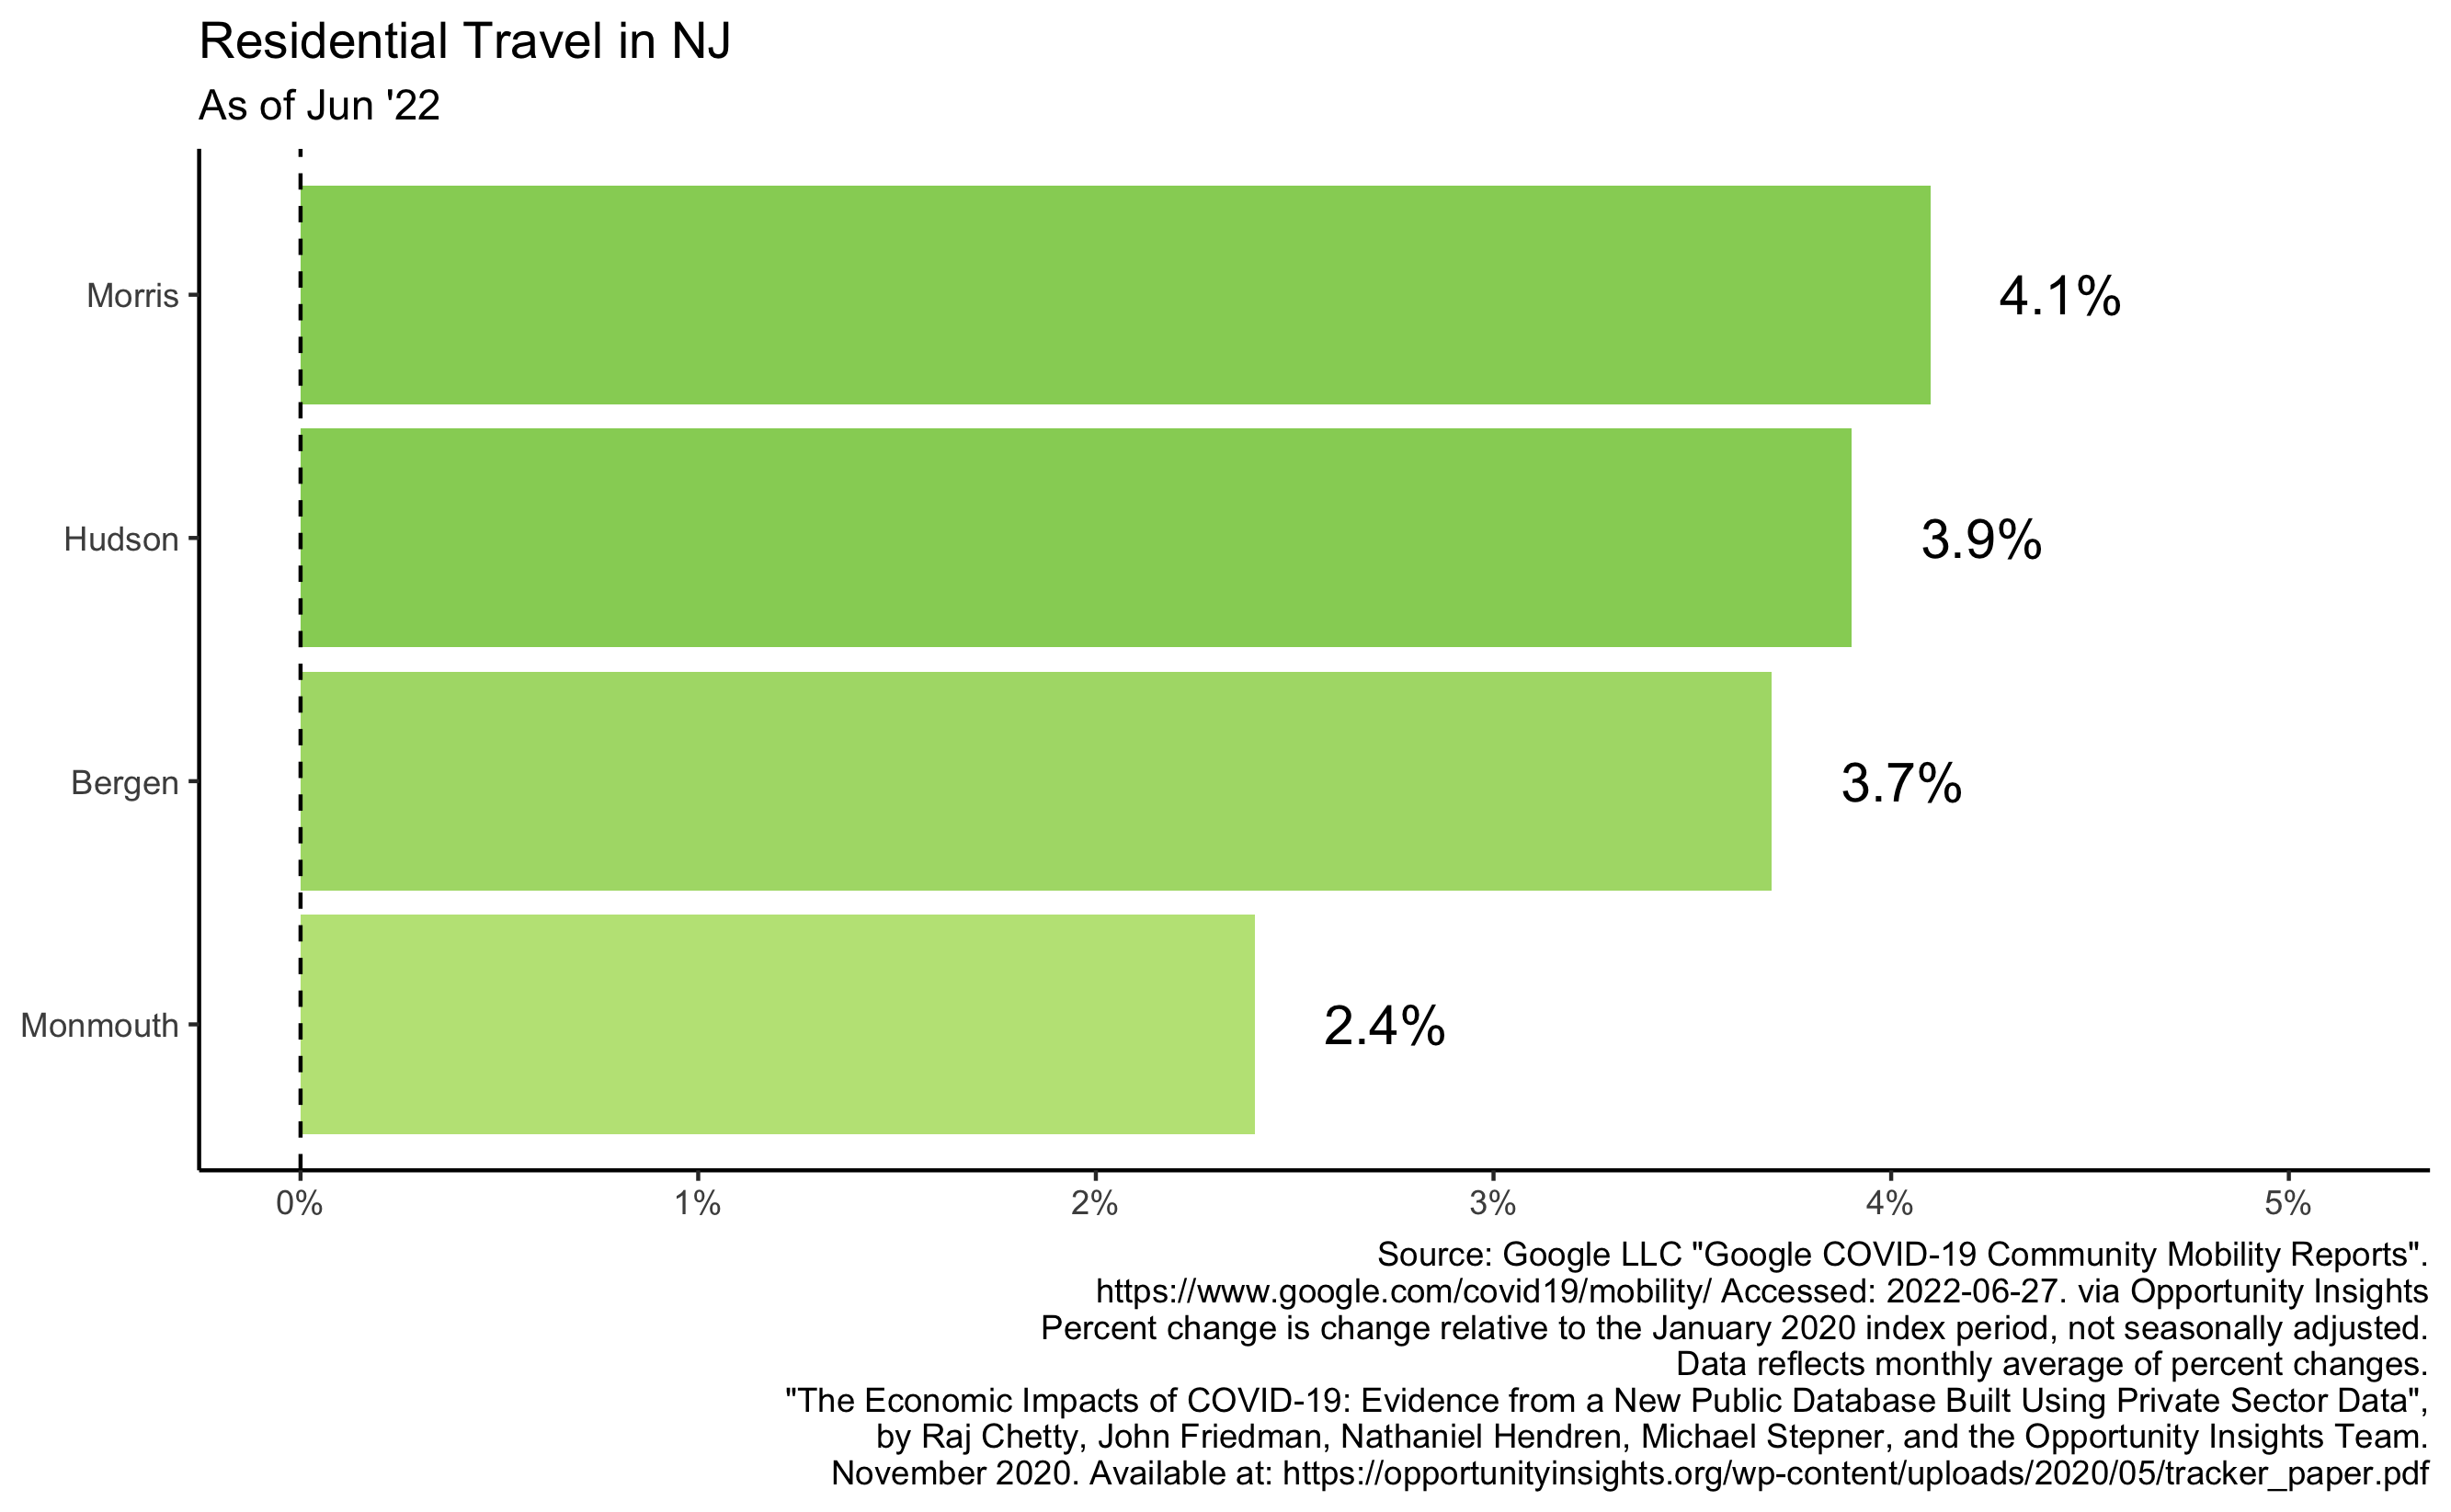 Residential Travel in NJ
As of Jun '22
Morris
4.1%
Hudson
3.9%
Bergen
3.7%
Monmouth
2.4%
0% 1% 2% 3% 4% 5%
Source: Google LLC "Google COVID-19 Community Mobility Reports".
https://www.google.com/covid19/mobility/ Accessed: 2022-06-27. via Opportunity Insights
Percent change is change relative to the January 2020 index period, not seasonally adjusted.
Data reflects monthly average of percent changes.
"The Economic Impacts of COVID-19: Evidence from a New Public Database Built Using Private Sector Data",
by Raj Chetty, John Friedman, Nathaniel Hendren, Michael Stepner, and the Opportunity Insights Team.
November 2020. Available at: https://opportunityinsights.org/wp-content/uploads/2020/05/tracker_paper.pdf